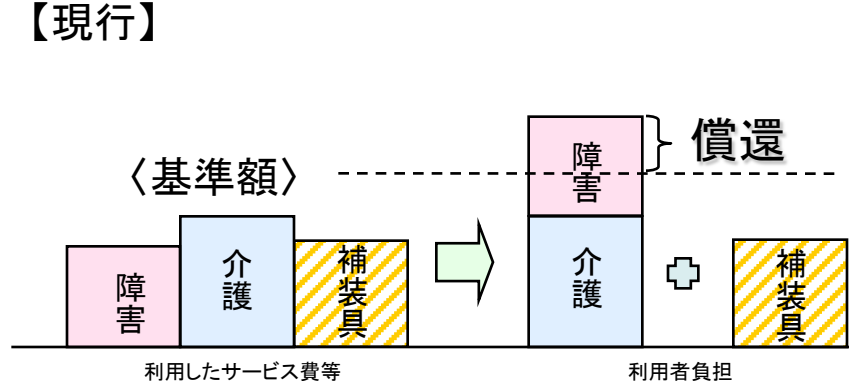 【現行】
償還
〈基準額〉
障害
介護
補装具
障害
介護
補装具
利用したサービス費等
利用者負担